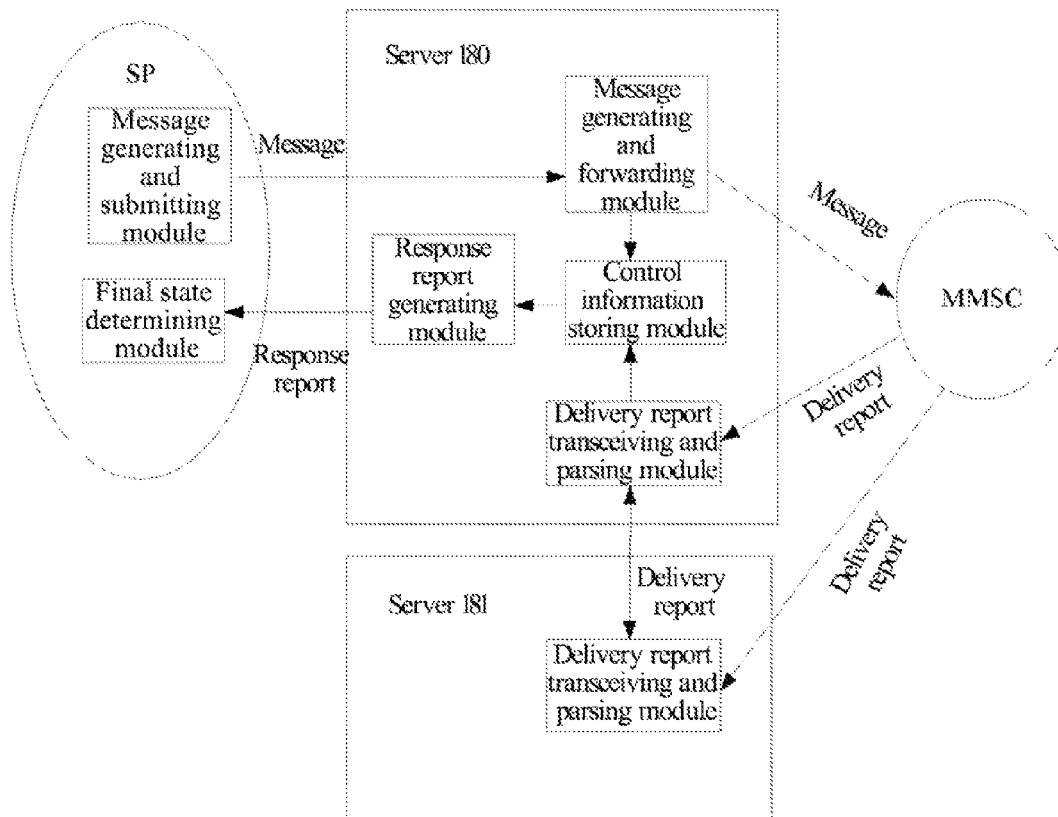 SP
Message
generating
and
submitting
module
Final state
determining
module
Message
Response
report
Server 180
Message
generating
and
forwarding
module
Response
report
generating
module
Control
information
storing module
Delivery report
transceiving and
parsing module
Message
MMSC
Delivery
report
Delivery
report
Server 181
Delivery
report
Delivery report
transceiving and
parsing module